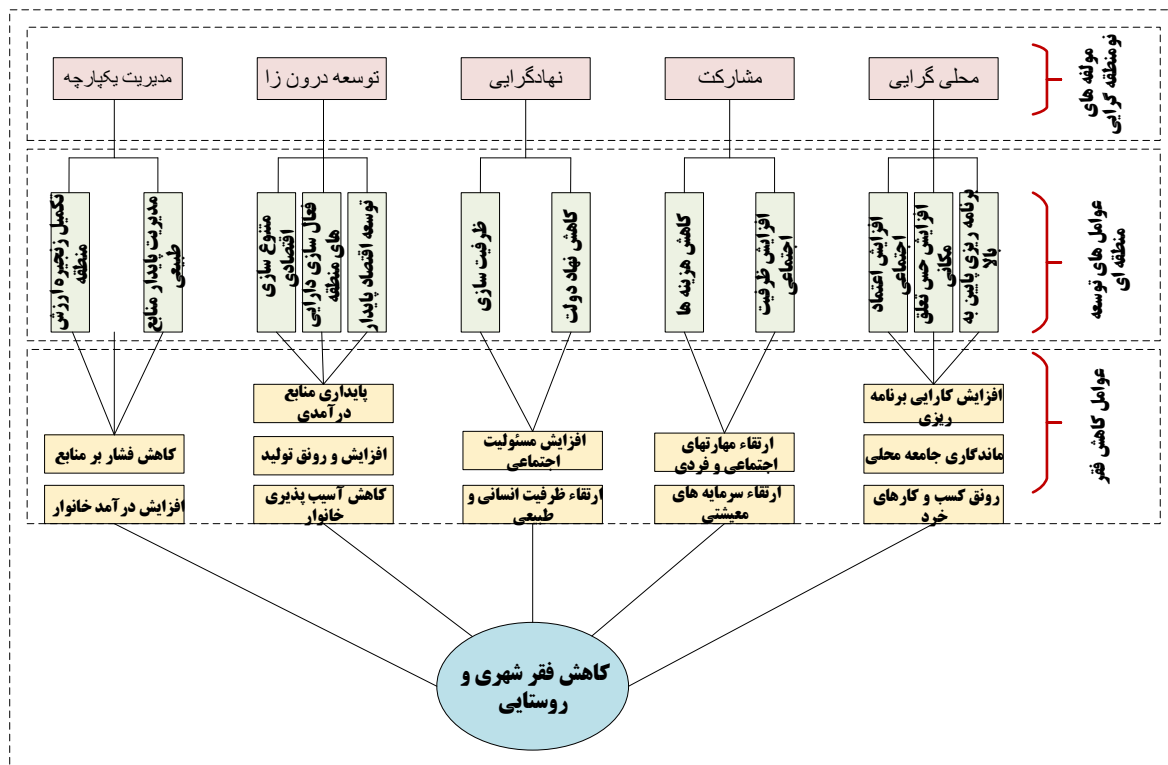 مولفه های
نومنطقه گرایی
محلی گرایی
مشارکت
نهادگرایی
توسعه درون زا
مدیریت یکپارچه
عوامل های توسعه
منطقه ای
برنامه ریزی پایین به
بالا
افزایش حس تعلق
مکانی
افزایش اعتماد
اجتماعی
افزایش ظرفیت
اجتماعی
کاهش هزینه ها
کاهش نهاد دولت
ظرفیت سازی
توسعه اقتصاد پایدار
فعال سازی دارایی
های منطقه
متنوع سازی
اقتصادی
مدیریت پایدار منابع
طبیعی
تکمیل زنجیره ارزش
منطقه
عوامل کاهش فقر
افزایش کارایی برنامه
ریزی
ماندگاری جامعه محلی
رونق کسب و کارهای
خرد
ارتقاء مهارتهای
اجتماعی و فردی
ارتقاء سرمایه های
معیشتی
افزایش مسئولیت
اجتماعی
ارتقاء ظرفیت انسانی و
طبیعی
پایداری منابع
درآمدی
افزایش و رونق تولید
کاهش آسیب پذیری
خانوار
کاهش فشار بر منابع
افزایش درآمد خانوار
کاهش فقر شهری و
روستایی